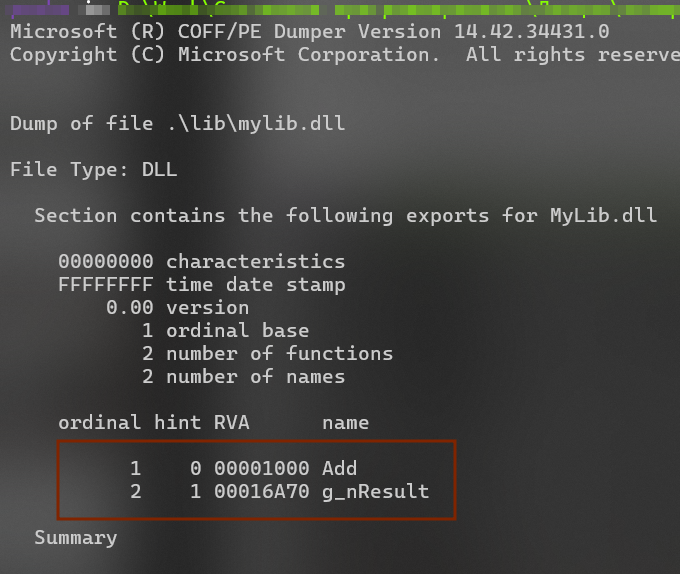 Microsoft (R) COFF/PE Dumper Version 14.42.34431.0
Copyright (C) Microsoft Corporation.  All rights reserve
Dump of file .\lib\mylib.dll
File Type: DLL
Section contains the following exports for MyLib.dll
00000000 characteristics
FFFFFFFF time date stamp
0.00 version
1 ordinal base
2 number of functions
2 number of names
ordinal hint RVA      name
1    0 00001000 Add
2    1 00016A70 g_nResult
Summary